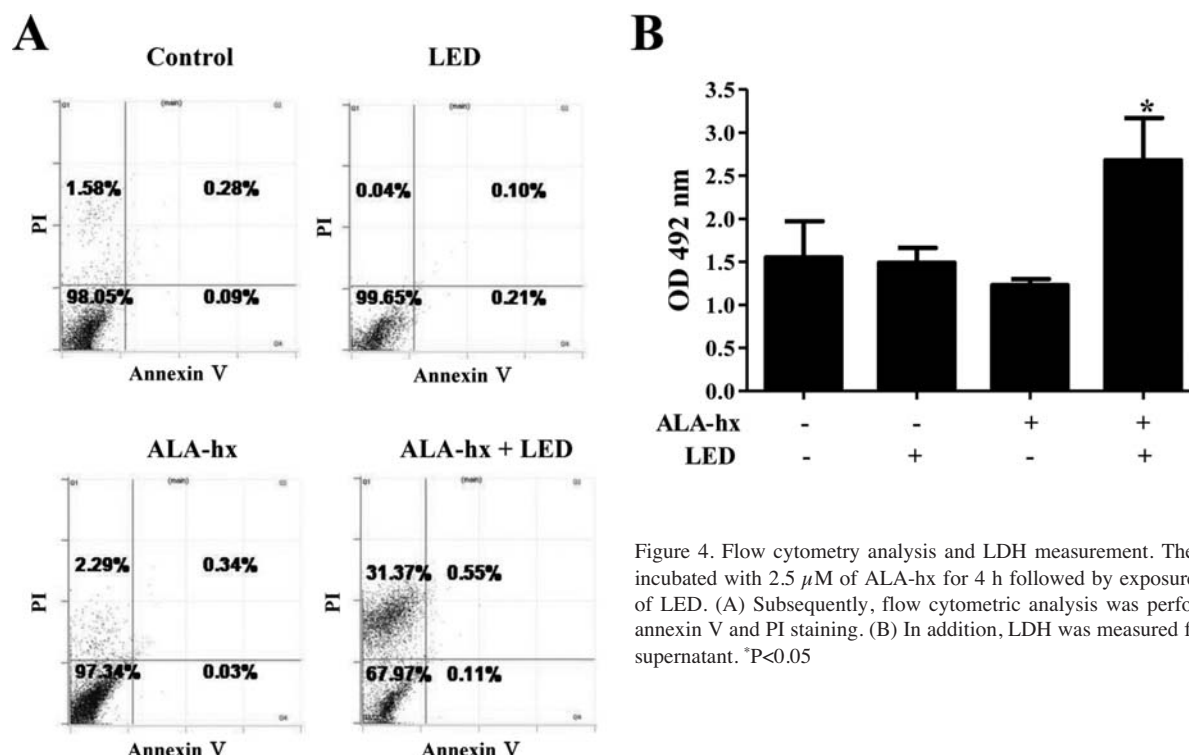 A
B
Control
LED
(main)
(main)
PI
1.58%
0.28%
98.05%
0.09%
Annexin V
PI
0.04%
0.10%
99.65%
0.21%
Annexin V
ALA-hx
ALA-hx + LED
(main)
(main)
PI
2.29%
0.34%
97.34%
0.03%
Annexin V
PI
31.37%
0.55%
67.97%
0.11%
Annexin V
OD 492 nm
3.5
3.0
2.5
2.0
1.5
1.0
0.5
0.0
*
ALA-hx - - + +
LED - + - +
Figure 4. Flow cytometry analysis and LDH measurement. The
incubated with 2.5 µM of ALA-hx for 4 h followed by exposure
of LED. (A) Subsequently, flow cytometric analysis was perfo
annexin V and PI staining. (B) In addition, LDH was measured f
supernatant. *P<0.05